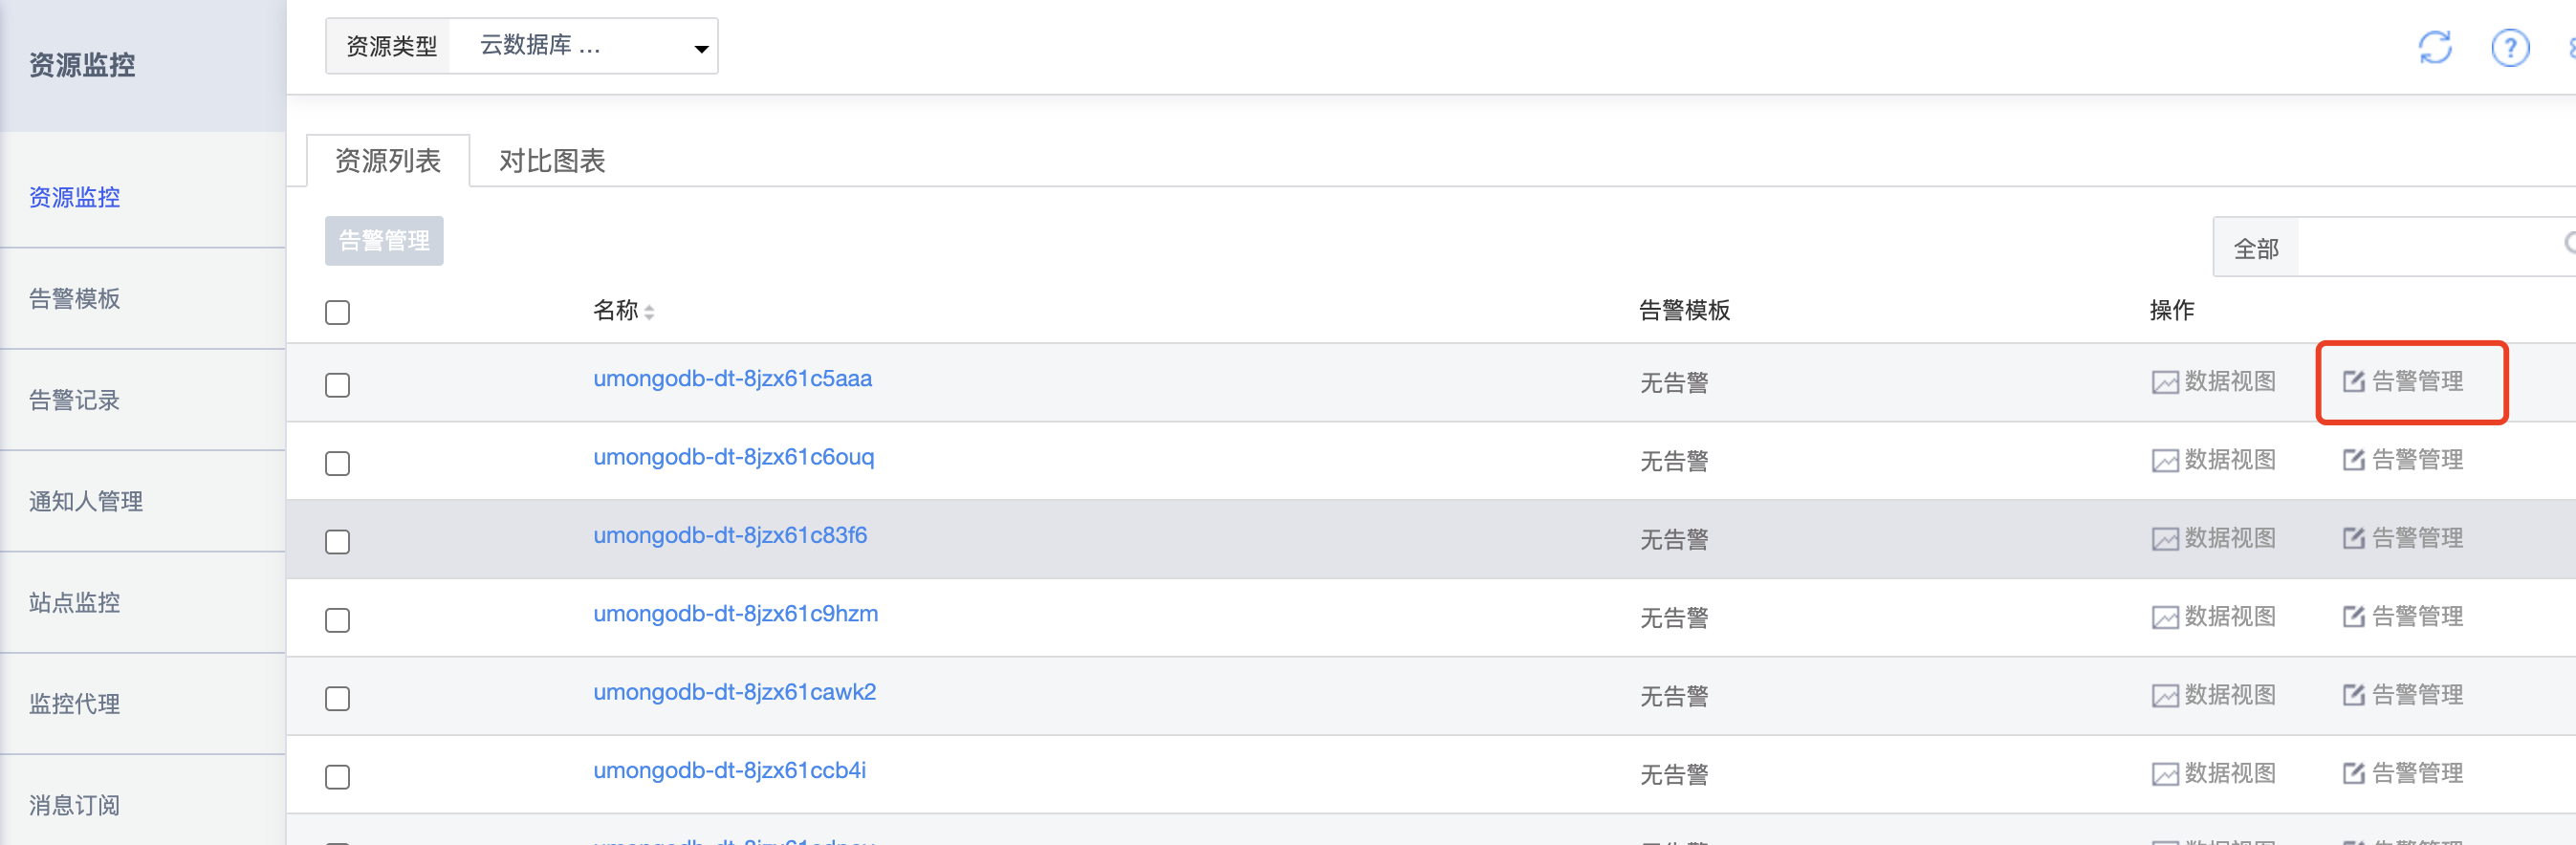 资源监控
资源类型 云数据库 ...
资源监控
告警模板
告警记录
通知人管理
站点监控
监控代理
消息订阅
资源列表 对比图表
告警管理
全部
名称 告警模板 操作
umongodb-dt-8jzx61c5aaa 无告警 数据视图 告警管理
umongodb-dt-8jzx61c6ouq 无告警 数据视图 告警管理
umongodb-dt-8jzx61c83f6 无告警 数据视图 告警管理
umongodb-dt-8jzx61c9hzm 无告警 数据视图 告警管理
umongodb-dt-8jzx61cawk2 无告警 数据视图 告警管理
umongodb-dt-8jzx61ccb4i 无告警 数据视图 告警管理